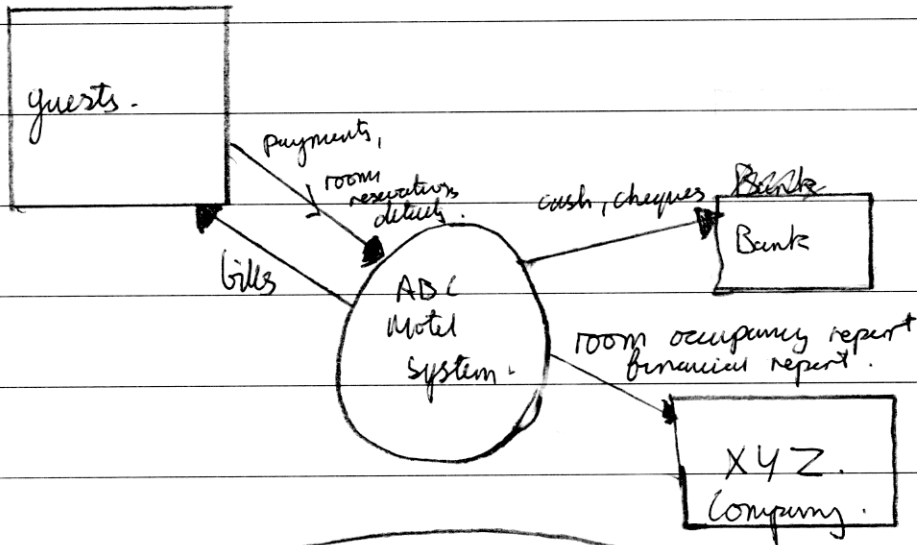 guests.
payments,
room
reservations
details.
bills
ABC
Motel
system.
cash, cheques
Bank
Bank
room occupancy report
financial report.
XYZ.
Company.